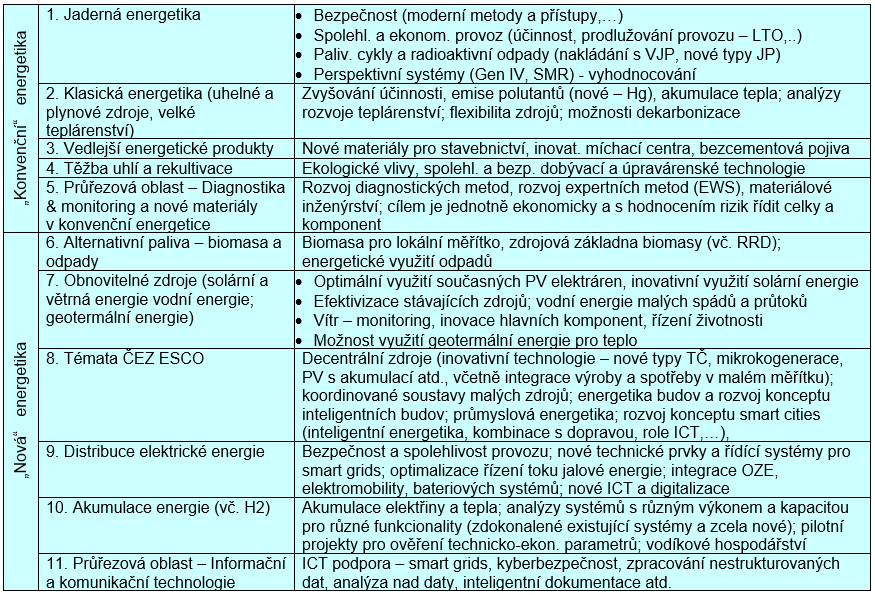 „Konvenční“ energetika
1. Jaderná energetika
• Bezpečnost (moderní metody a přístupy,…)
• Spolehl. a ekonom. provoz (účinnost, prodlužování provozu – LTO,..)
• Paliv. cykly a radioaktivní odpady (nakládání s VJP, nové typy JP)
• Perspektivní systémy (Gen IV, SMR) - vyhodnocování
2. Klasická energetika (uhelné a
plynové zdroje, velké
teplárenství)
Zvyšování účinnosti, emise polutantů (nové – Hg), akumulace tepla; analýzy
rozvoje teplárenství; flexibilita zdrojů; možnosti dekarbonizace
3. Vedlejší energetické produkty
Nové materiály pro stavebnictví, inovat. míchací centra, bezcementová pojiva
4. Těžba uhlí a rekultivace
Ekologické vlivy, spolehl. a bezp. dobývací a úpravárenské technologie
5. Průřezová oblast – Diagnostika
& monitoring a nové materiály
v konvenční energetice
Rozvoj diagnostických metod, rozvoj expertních metod (EWS), materiálové
inženýrství; cílem je jednotně ekonomicky a s hodnocením rizik řídit celky a
komponent
„Nová“ energetika
6. Alternativní paliva – biomasa a
odpady
Biomasa pro lokální měřítko, zdrojová základna biomasy (vč. RRD);
energetické využití odpadů
7. Obnovitelné zdroje (solární a
větrná energie vodní energie;
geotermální energie)
• Optimální využití současných PV elektráren, inovativní využití solární energie
• Efektivizace stávajících zdrojů; vodní energie malých spádů a průtoků
• Vítr – monitoring, inovace hlavních komponent, řízení životnosti
• Možnost využití geotermální energie pro teplo
8. Témata ČEZ ESCO
Decentrální zdroje (inovativní technologie – nové typy TČ, mikrokogenerace,
PV s akumulací atd., včetně integrace výroby a spotřeby v malém měřítku);
koordinované soustavy malých zdrojů; energetika budov a rozvoj konceptu
inteligentních budov; průmyslová energetika; rozvoj konceptu smart cities
(inteligentní energetika, kombinace s dopravou, role ICT,…),
9. Distribuce elektrické energie
Bezpečnost a spolehlivost provozu; nové technické prvky a řídící systémy pro
smart grids; optimalizace řízení toku jalové energie; integrace OZE,
elektromobility, bateriových systémů; nové ICT a digitalizace
10. Akumulace energie (vč. H2)
Akumulace elektřiny a tepla; analýzy systémů s různým výkonem a kapacitou
pro různé funkcionality (zdokonalené existující systémy a zcela nové); pilotní
projekty pro ověření technicko-ekon. parametrů; vodíkové hospodářství
11. Průřezová oblast – Informační
a komunikační technologie
ICT podpora – smart grids, kyberbezpečnost, zpracování nestrukturovaných
dat, analýza nad daty, inteligentní dokumentace atd.